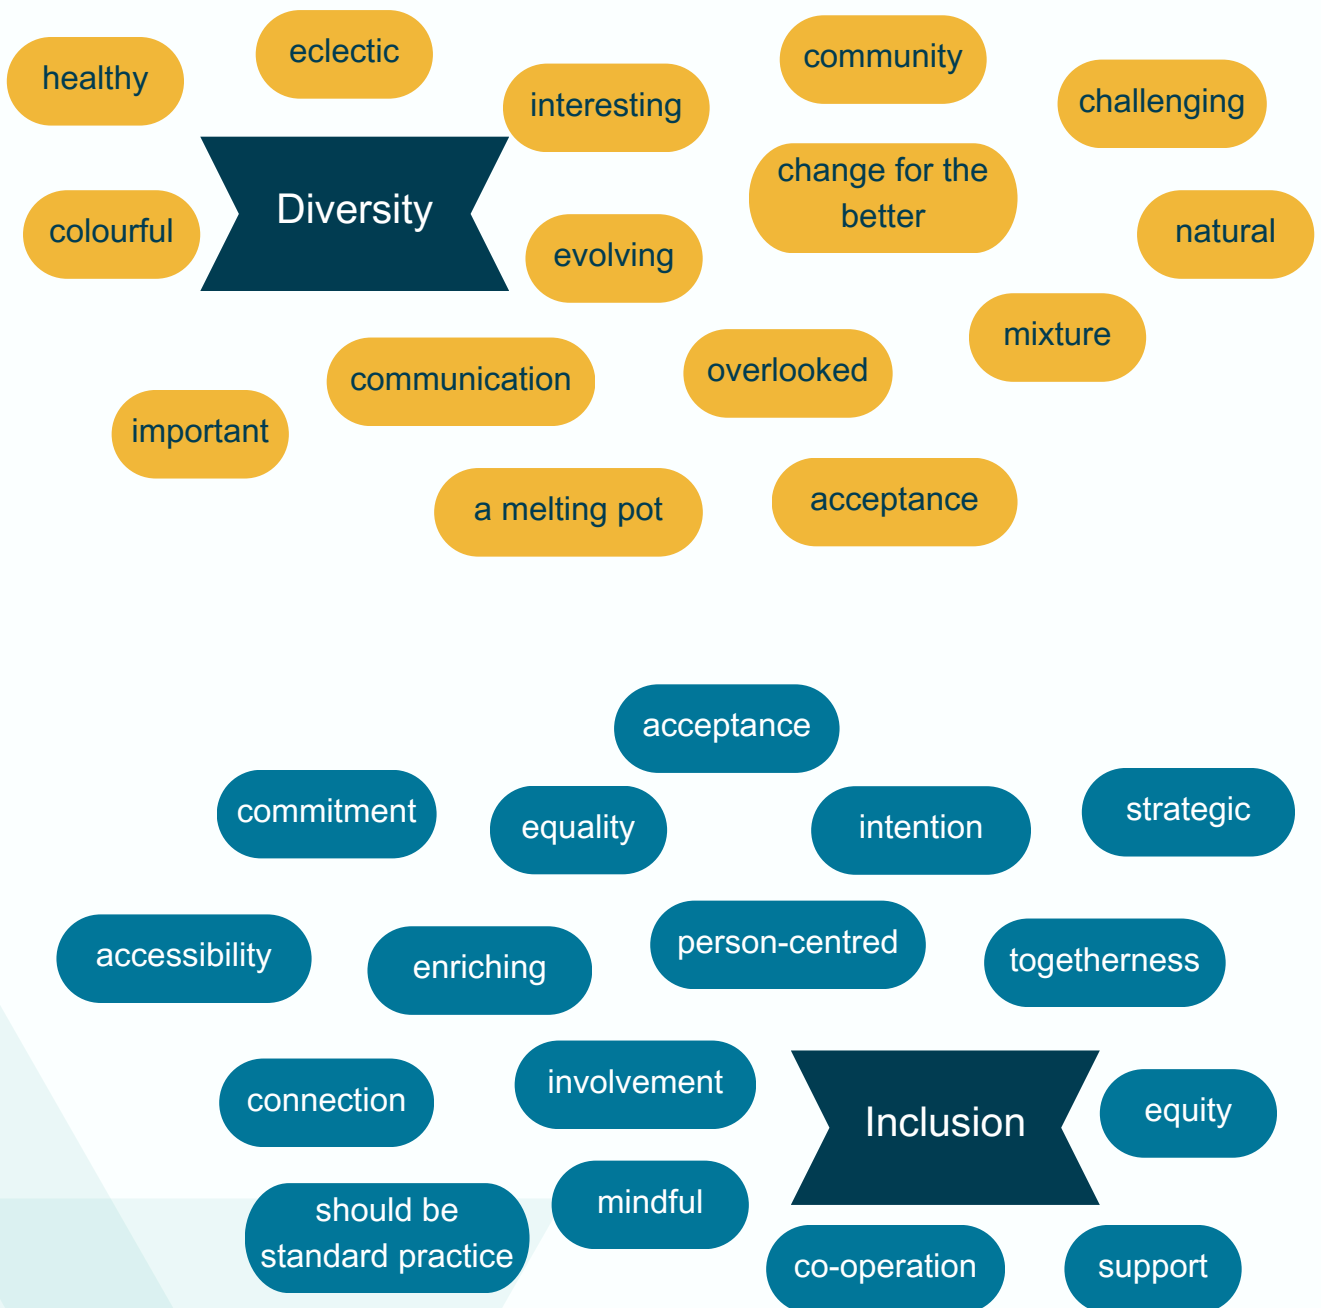 eclectic
community
healthy
interesting
challenging
change for the
better
Diversity
colourful
natural
evolving
mixture
communication
overlooked
important
a melting pot
acceptance
acceptance
commitment
equality
intention
strategic
accessibility
enriching
person-centred
togetherness
connection
involvement
Inclusion
equity
should be
standard practice
mindful
co-operation
support